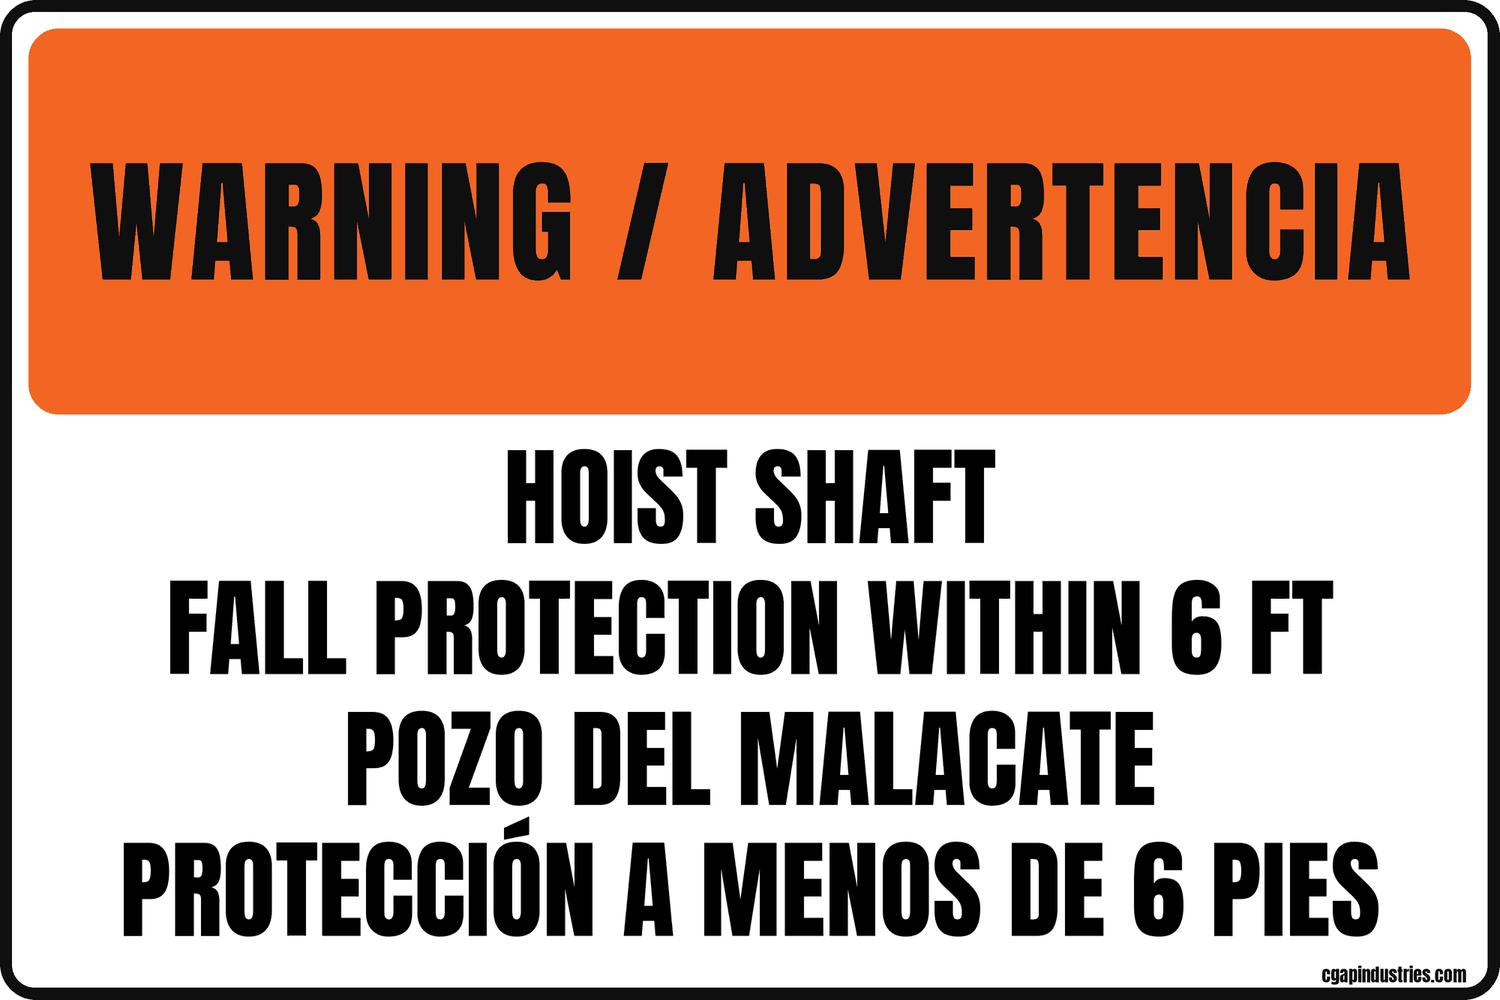 WARNING / ADVERTENCIA
HOIST SHAFT
FALL PROTECTION WITHIN 6 FT
POZO DEL MALACATE
PROTECCIÓN A MENOS DE 6 PIES
cgapindustries.com